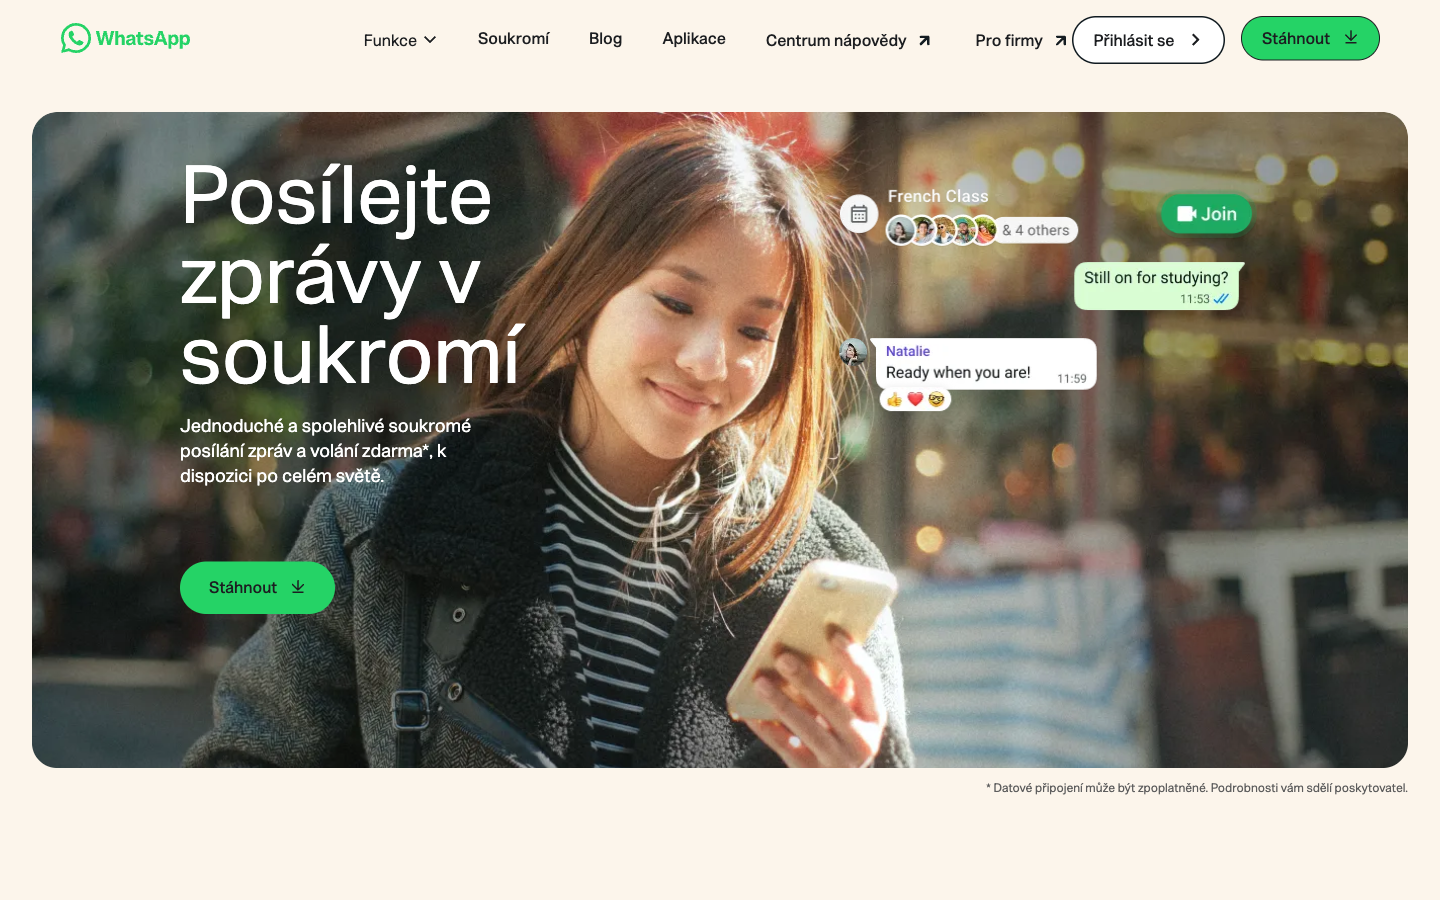 WhatsApp
Funkce
Soukromí
Blog
Aplikace
Centrum nápovědy
Pro firmy
Přihlásit se
Stáhnout
Posílejte
zprávy v
soukromí
Jednoduché a spolehlivé soukromé
posílání zpráv a volání zdarma*, k
dispozici po celém světě.
Stáhnout
French Class
& 4 others
Join
Still on for studying?
11:53
Natalie
Ready when you are!
11:59
* Datové připojení může být zpoplatněné. Podrobnosti vám sdělí poskytovatel.